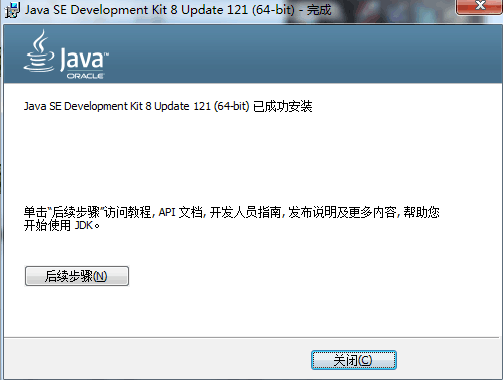 Java SE Development Kit 8 Update 121 (64-bit) - 完成
Java™
ORACLE
Java SE Development Kit 8 Update 121 (64-bit) 已成功安装
单击“后续步骤”访问教程, API 文档, 开发人员指南, 发布说明及更多内容, 帮助您
开始使用 JDK。
后续步骤(N)
关闭(C)